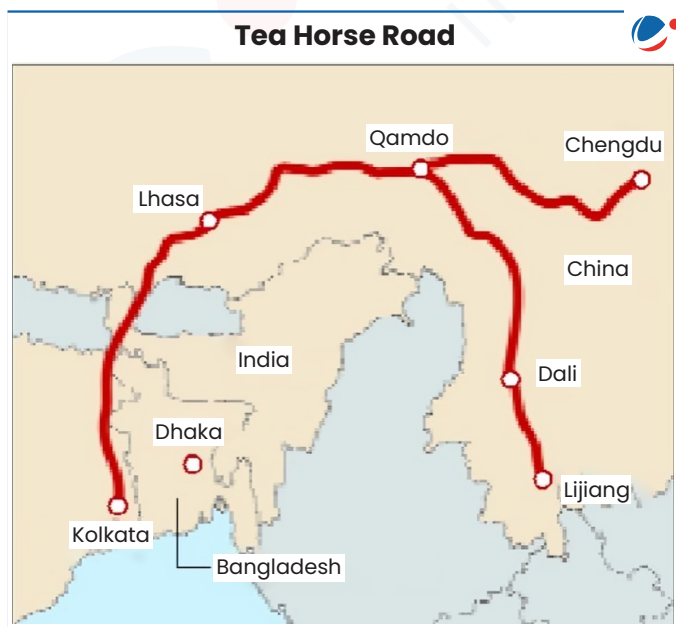 Tea Horse Road
Qamdo
Chengdu
Lhasa
China
India
Dali
Dhaka
Lijiang
Kolkata
Bangladesh